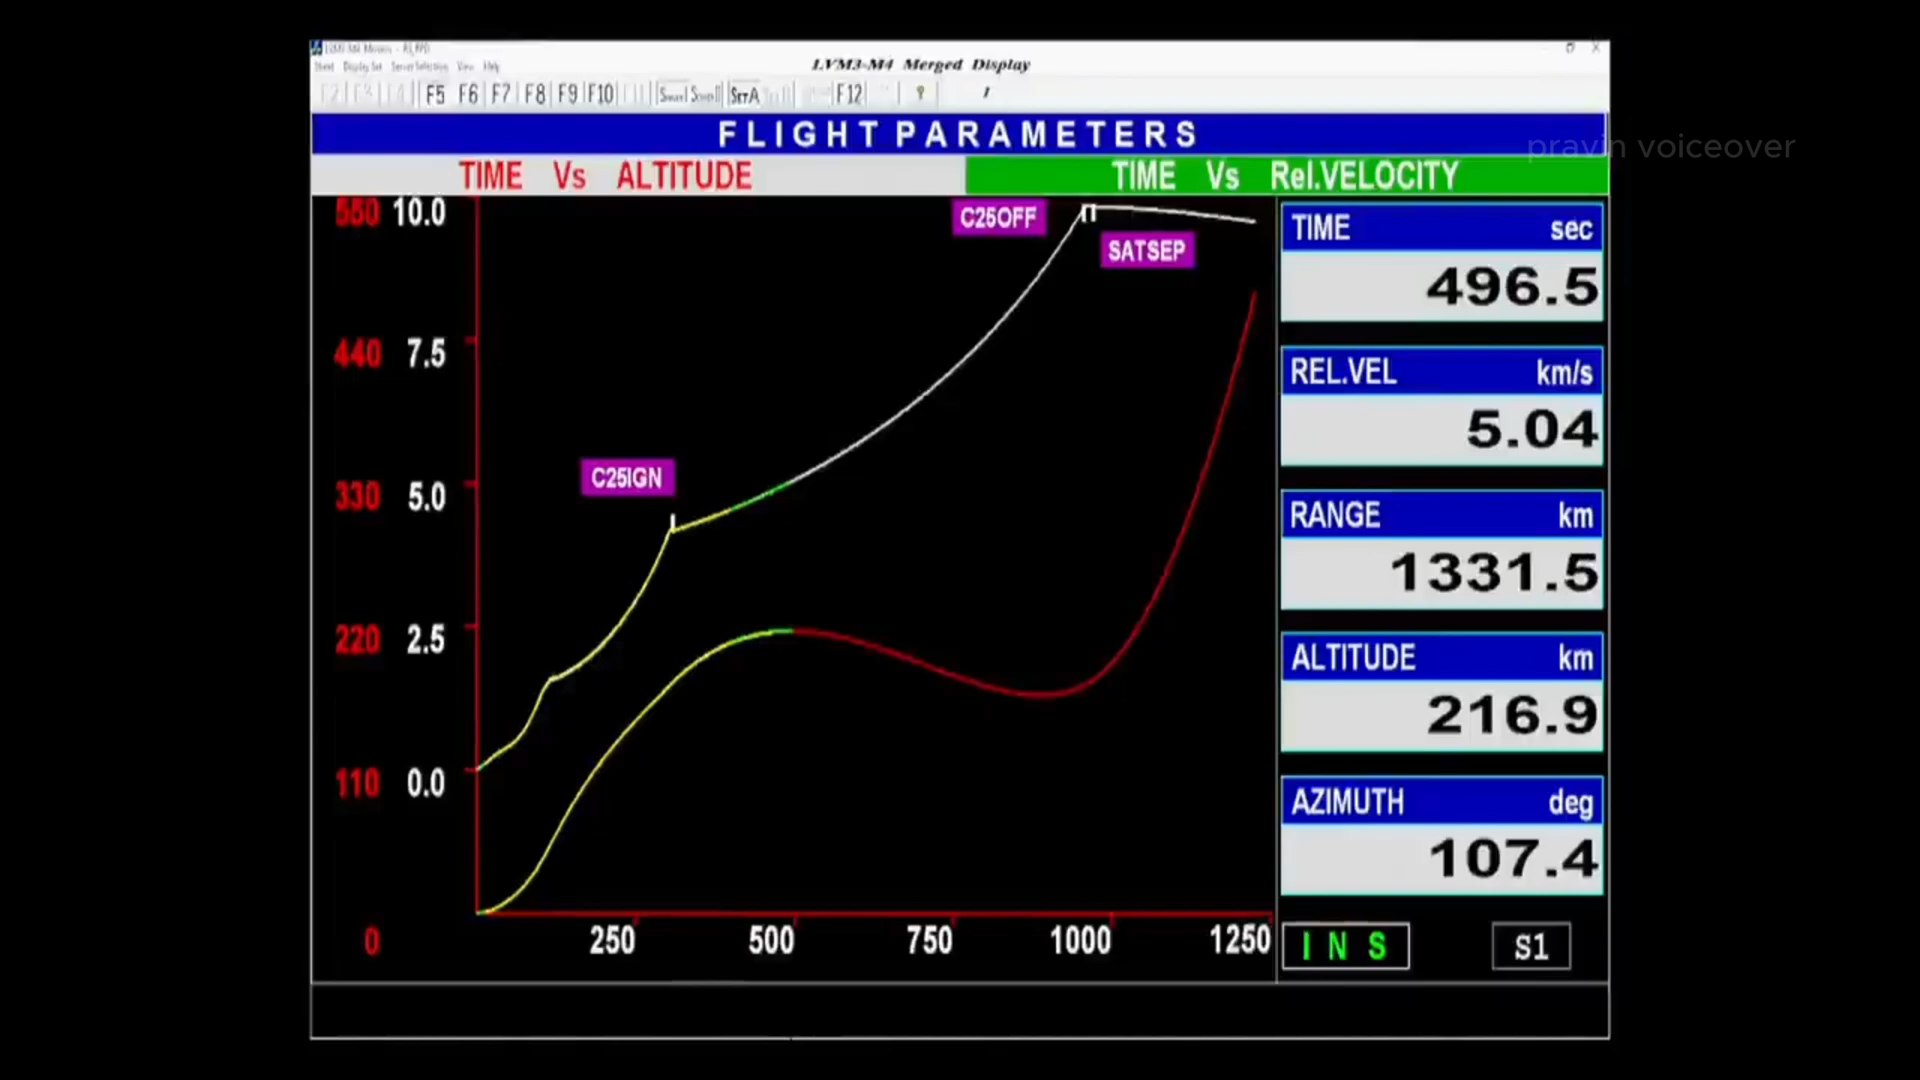 LVM3-M4 Merged Display
F5 F6 F7 F8 F9 F10 SETA F12
FLIGHT PARAMETERS
pravin voiceover
TIME Vs ALTITUDE
TIME Vs Rel.VELOCITY
550 10.0
440 7.5
330 5.0
220 2.5
110 0.0
0
250 500 750 1000 1250
C25IGN
C25OFF
SATSEP
TIME sec
496.5
REL.VEL km/s
5.04
RANGE km
1331.5
ALTITUDE km
216.9
AZIMUTH deg
107.4
INS S1